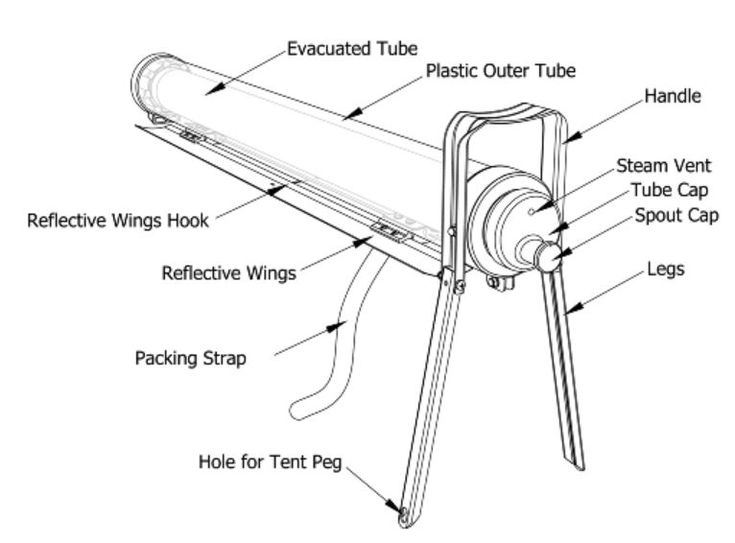 Evacuated Tube
Plastic Outer Tube
Handle
Steam Vent
Tube Cap
Spout Cap
Reflective Wings Hook
Reflective Wings
Legs
Packing Strap
Hole for Tent Peg